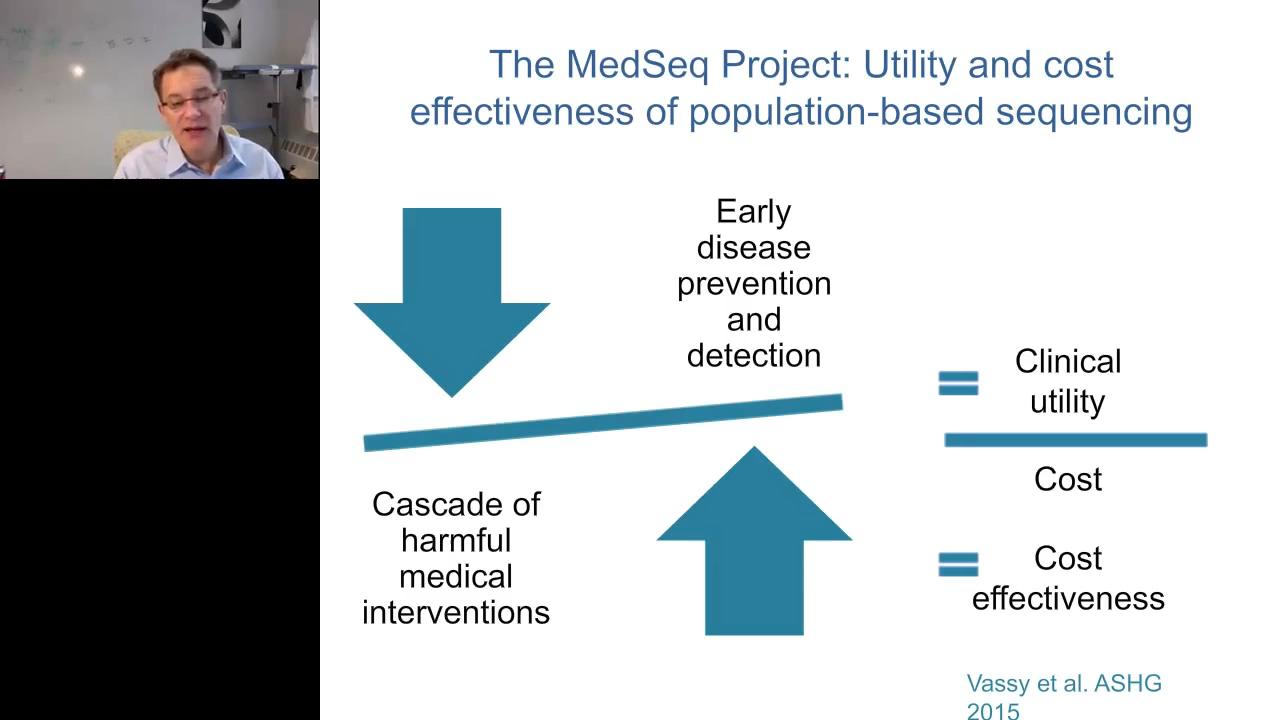 The MedSeq Project: Utility and cost
effectiveness of population-based sequencing
Early
disease
prevention
and
detection
Cascade of
harmful
medical
interventions
=
Clinical
utility
Cost
=
Cost
effectiveness
Vassy et al. ASHG
2015